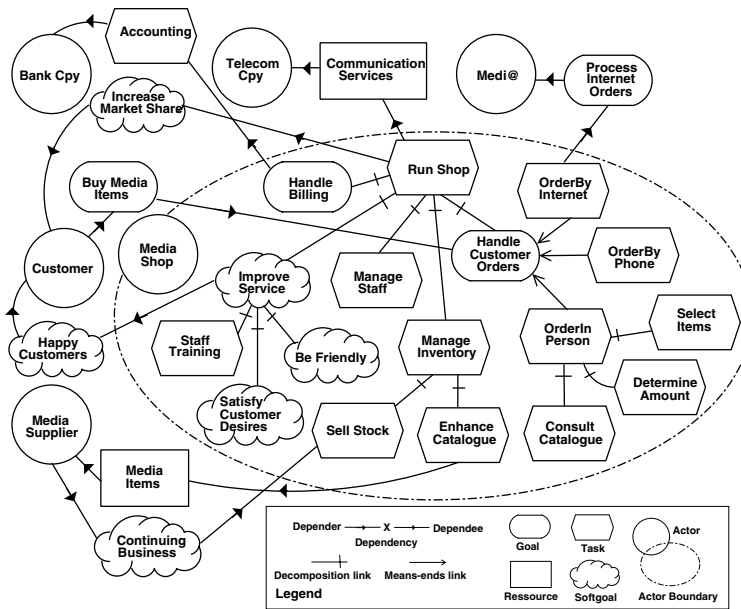 Accounting
Bank Cpy
Telecom
Cpy
Communication
Services
Medi@
Process
Internet
Orders
Increase
Market Share
Run Shop
Buy Media
Items
Handle
Billing
OrderBy
Internet
Customer
Media
Shop
Improve
Service
Manage
Staff
Handle
Customer
Orders
OrderBy
Phone
Happy
Customers
Staff
Training
Be Friendly
Manage
Inventory
OrderIn
Person
Select
Items
Determine
Amount
Media
Supplier
Satisfy
Customer
Desires
Sell Stock
Enhance
Catalogue
Consult
Catalogue
Media
Items
Continuing
Business
Depender
X
Dependee
Dependency
Decomposition link
Means-ends link
Legend
Goal
Task
Actor
Ressource
Softgoal
Actor Boundary